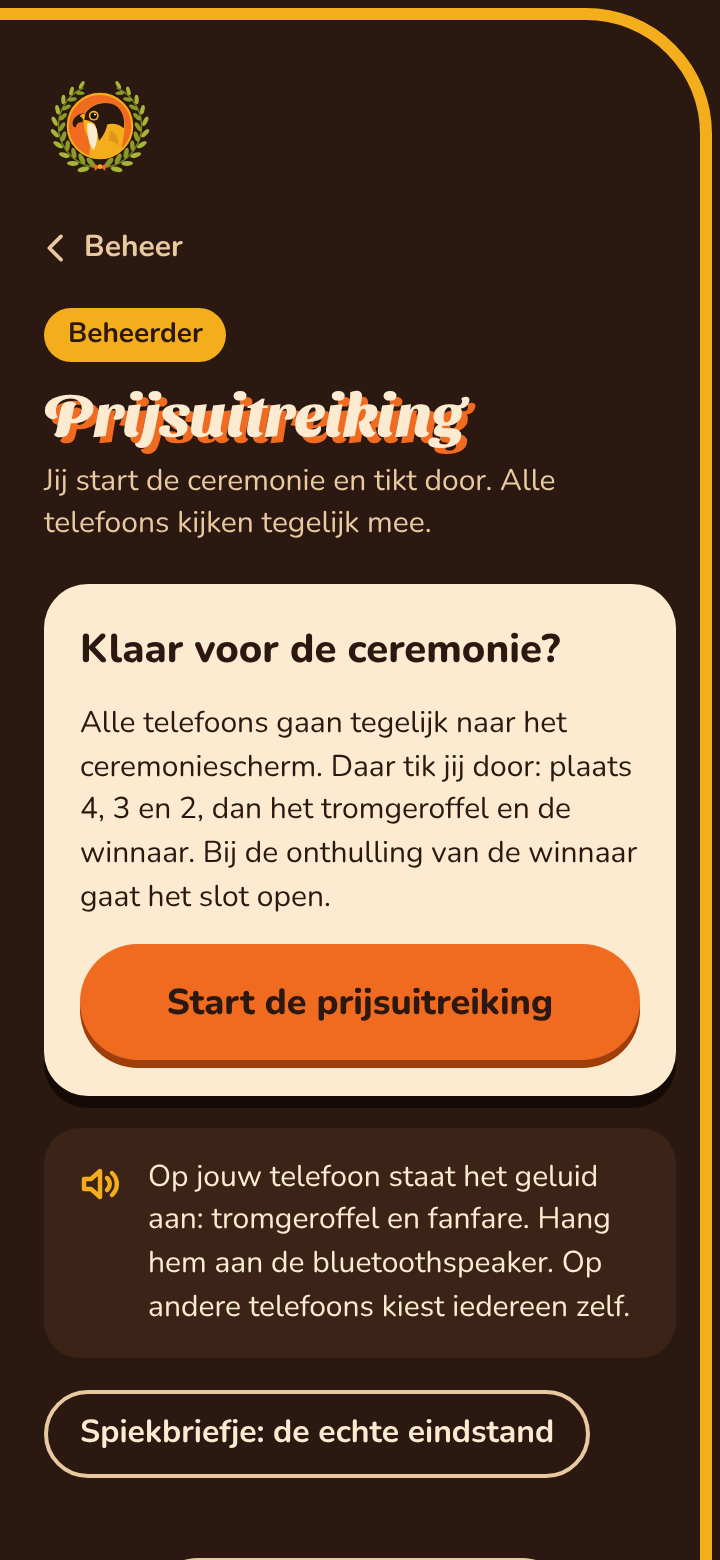 Beheer
Beheerder
Prijsuitreiking
Jij start de ceremonie en tikt door. Alle
telefoons kijken tegelijk mee.
Klaar voor de ceremonie?
Alle telefoons gaan tegelijk naar het
ceremoniescherm. Daar tik jij door: plaats
4, 3 en 2, dan het tromgeroffel en de
winnaar. Bij de onthulling van de winnaar
gaat het slot open.
Start de prijsuitreiking
Op jouw telefoon staat het geluid
aan: tromgeroffel en fanfare. Hang
hem aan de bluetoothspeaker. Op
andere telefoons kiest iedereen zelf.
Spiekbriefje: de echte eindstand